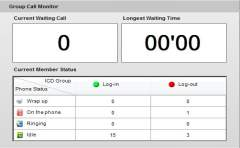 Group Call Monitor
Current Waiting Call Longest Waiting Time
0 00'00
Current Member Status
ICD Group Log-in Log-out
Phone Status
Wrap up 0 0
On the phone 0 1
Ringing 0 0
Idle 15 3